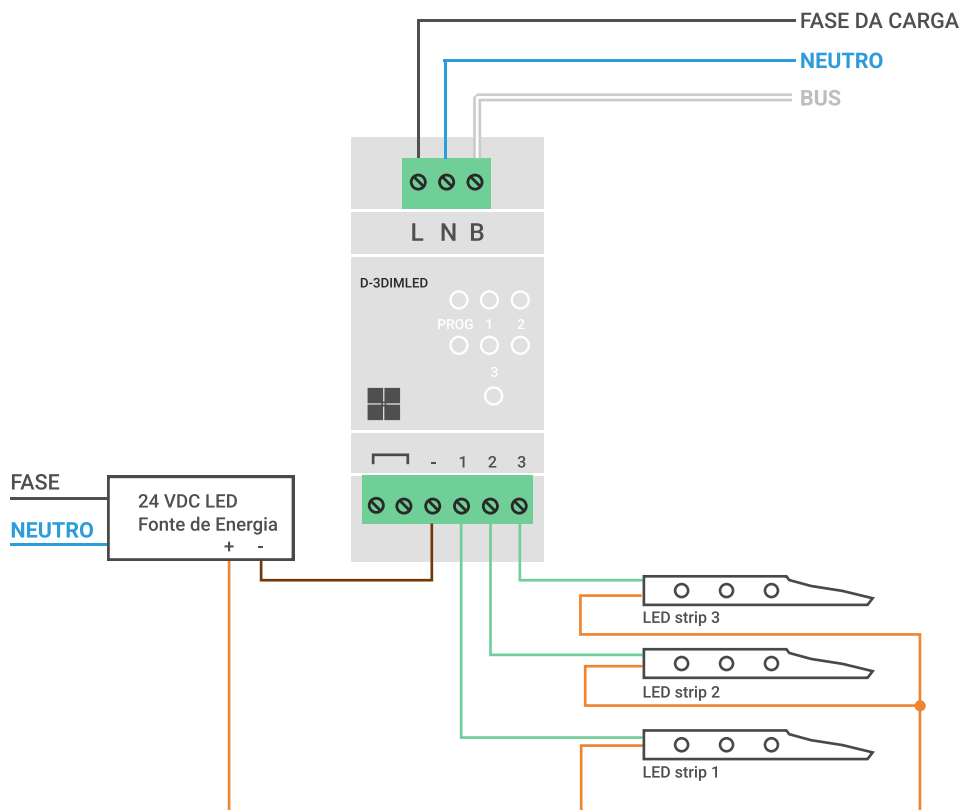 FASE DA CARGA
NEUTRO
BUS
L N B
D-3DIMLED
PROG 1 2
3
- 1 2 3
FASE
NEUTRO
24 VDC LED
Fonte de Energia
+ -
LED strip 3
LED strip 2
LED strip 1